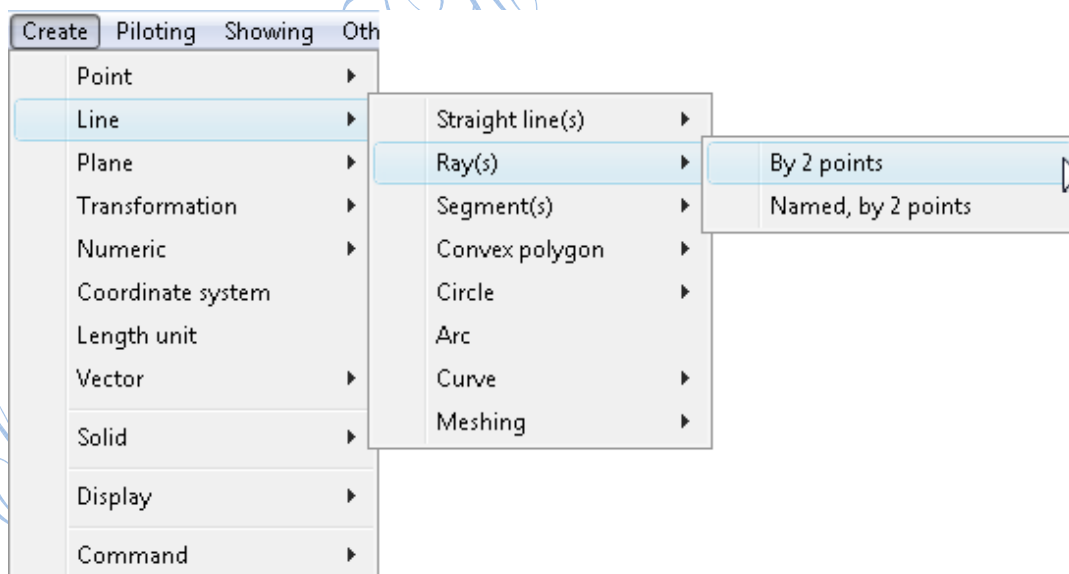 Create Piloting Showing Oth
Point
Line
Plane
Transformation
Numeric
Coordinate system
Length unit
Vector
Solid
Display
Command
Straight line(s)
Ray(s)
Segment(s)
Convex polygon
Circle
Arc
Curve
Meshing
By 2 points
Named, by 2 points